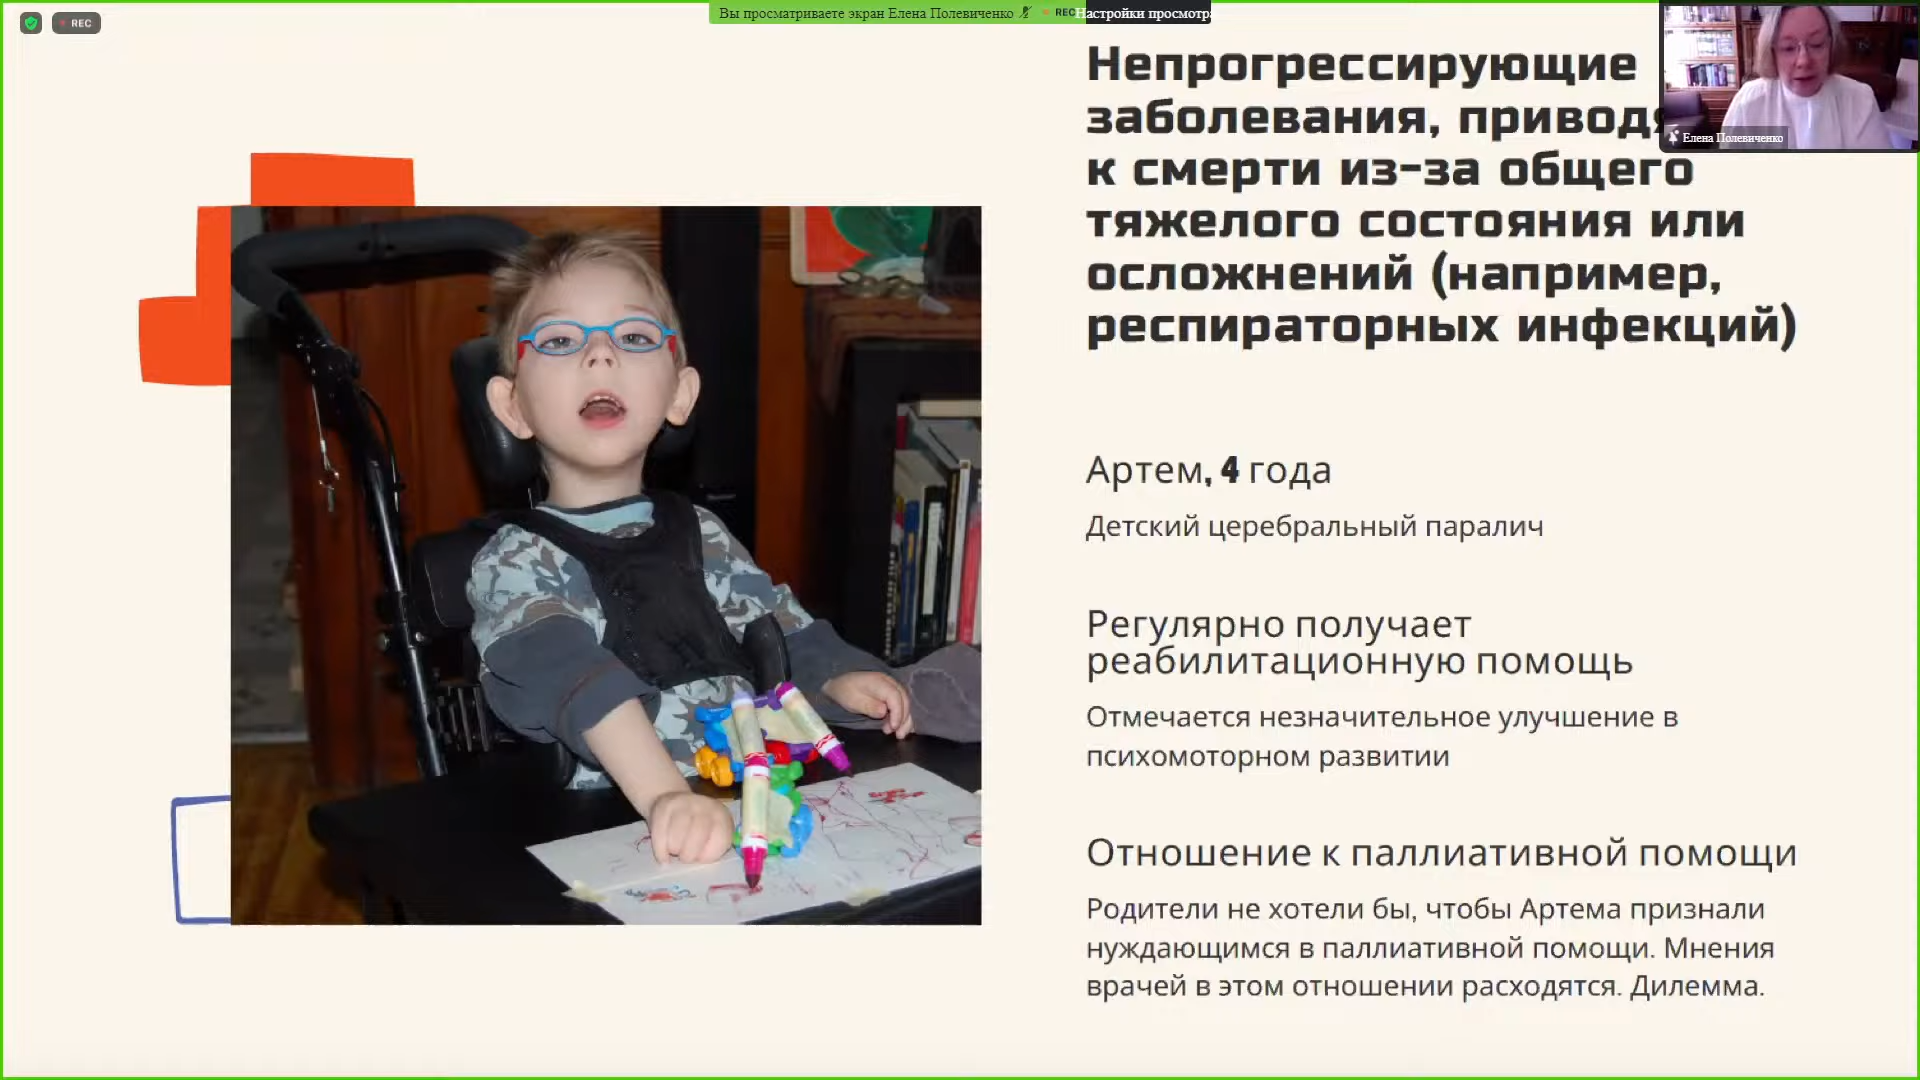 REC
Вы просматриваете экран Елена Полевиченко
REC
Настройки просмотра
Елена Полевиченко
Непрогрессирующие
заболевания,
к смерти из-за общего
тяжелого состояния или
осложнений (например,
респираторных инфекций)
Артем, 4 года
Детский церебральный паралич
Регулярно получает
реабилитационную помощь
Отмечается незначительное улучшение в
психомоторном развитии
Отношение к паллиативной помощи
Родители не хотели бы, чтобы Артема признали
нуждающимся в паллиативной помощи. Мнения
врачей в этом отношении расходятся. Дилемма.